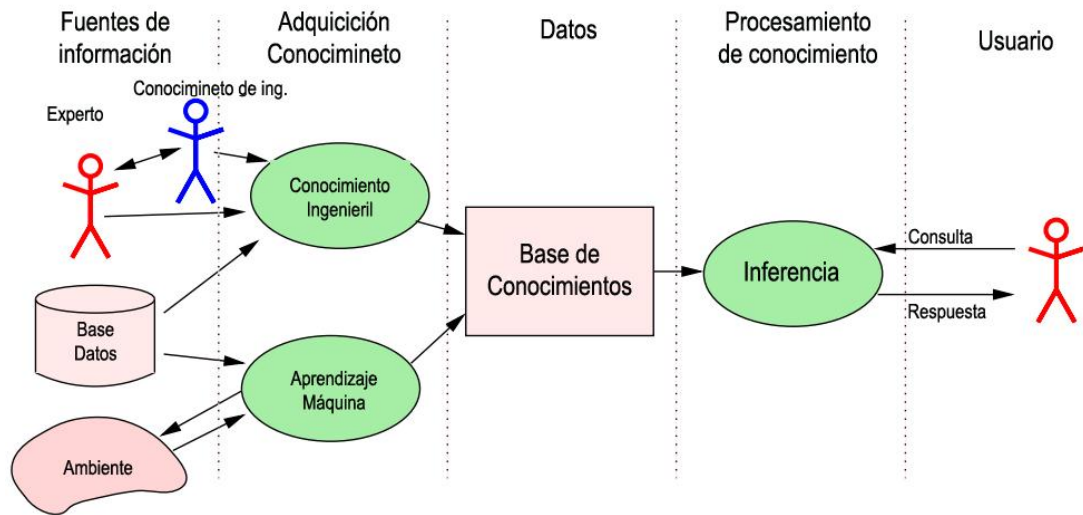 Fuentes de
información
Adquicición
Conocimineto
Datos
Procesamiento
de conocimiento
Usuario
Conocimineto de ing.
Experto
Conocimiento
Ingenieril
Base de
Conocimientos
Inferencia
Consulta
Respuesta
Base
Datos
Aprendizaje
Máquina
Ambiente